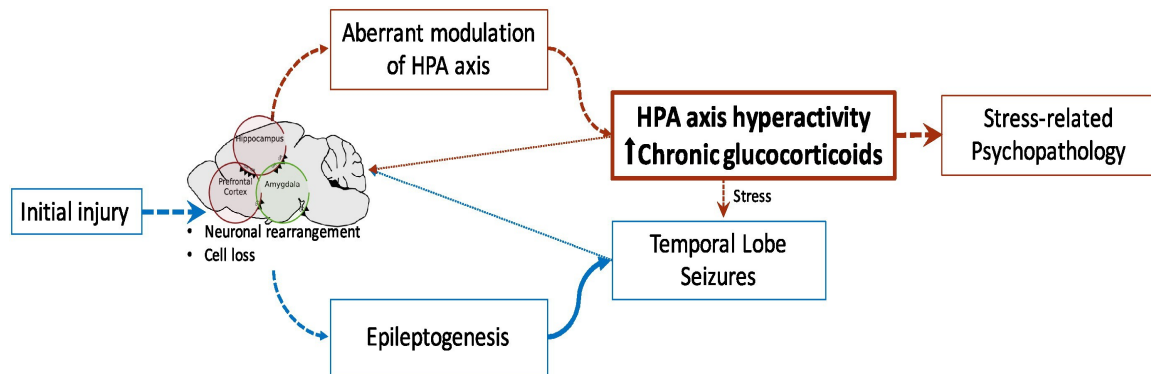 Aberrant modulation
of HPA axis
HPA axis hyperactivity
↑Chronic glucocorticoids
Stress-related
Psychopathology
Hippocampus
Prefrontal
Cortex
Amygdala
Initial injury
• Neuronal rearrangement
• Cell loss
Stress
Temporal Lobe
Seizures
Epileptogenesis